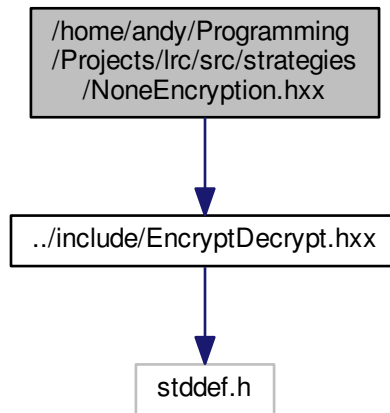 /home/andy/Programming
/Projects/lrc/src/strategies
/NoneEncryption.hxx
../include/EncryptDecrypt.hxx
stddef.h